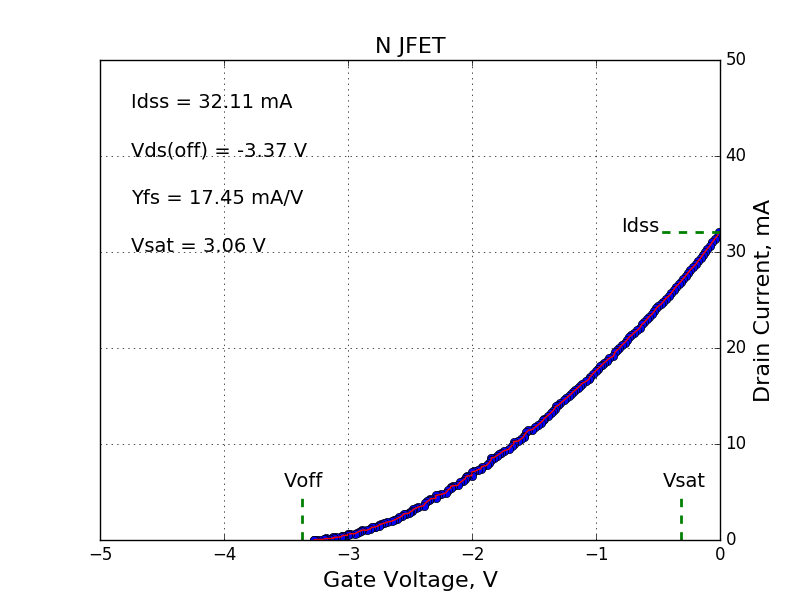 N JFET
Idss = 32.11 mA
Vds(off) = -3.37 V
Yfs = 17.45 mA/V
Vsat = 3.06 V
Idss
Voff
Vsat
50
40
30
20
10
0
Drain Current, mA
−5 −4 −3 −2 −1 0
Gate Voltage, V